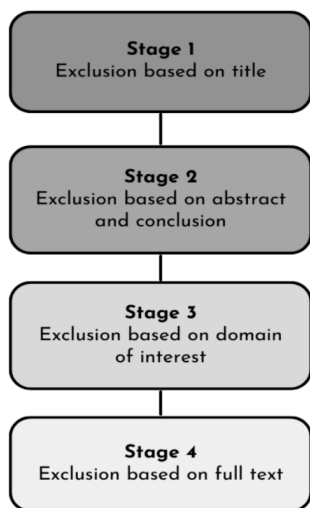 Stage 1
Exclusion based on title
Stage 2
Exclusion based on abstract
and conclusion
Stage 3
Exclusion based on domain
of interest
Stage 4
Exclusion based on full text